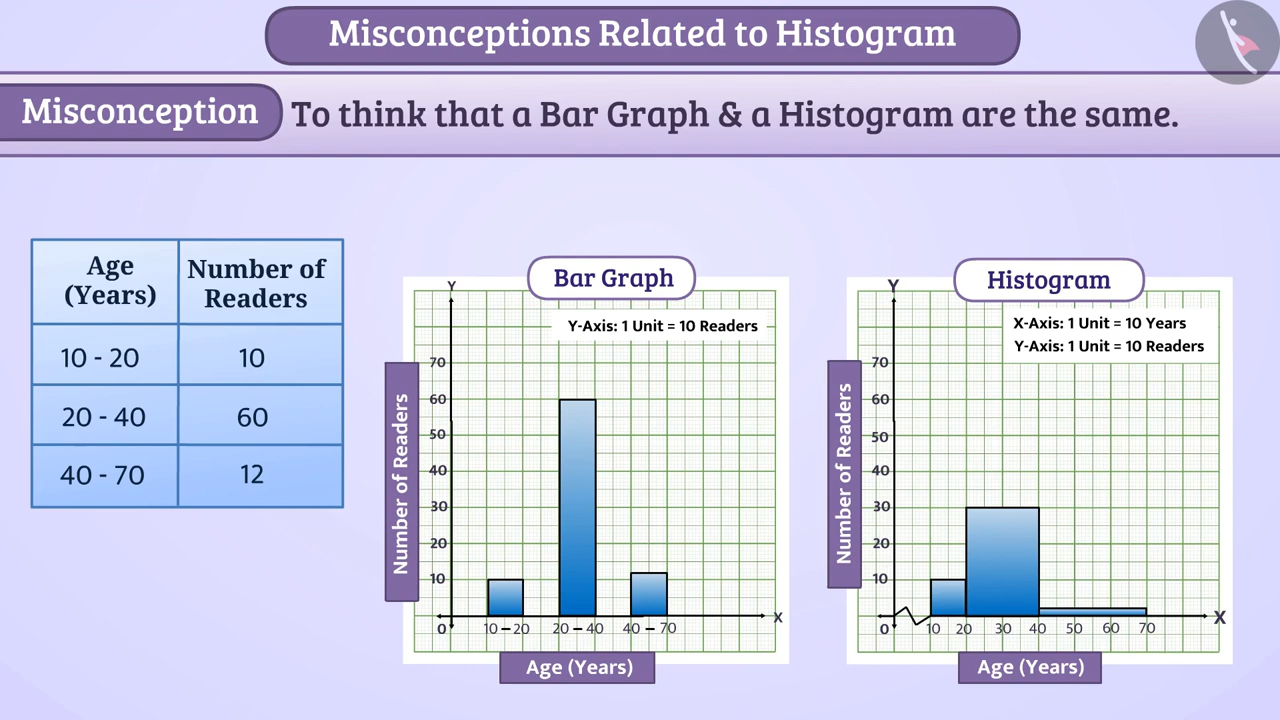 Misconceptions Related to Histogram
Misconception To think that a Bar Graph & a Histogram are the same.
Age (Years) Number of Readers
10 - 20 10
20 - 40 60
40 - 70 12
Bar Graph
Y
Y-Axis: 1 Unit = 10 Readers
70
60
50
40
30
20
10
0
Number of Readers
10 – 20 20 – 40 40 – 70
X
Age (Years)
Histogram
Y
X-Axis: 1 Unit = 10 Years
Y-Axis: 1 Unit = 10 Readers
70
60
50
40
30
20
10
0
Number of Readers
10 20 30 40 50 60 70
X
Age (Years)